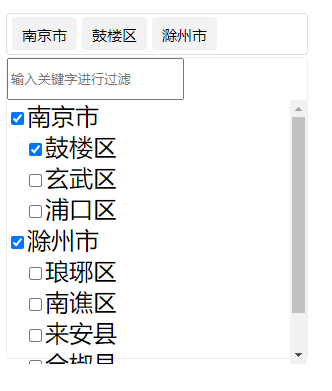 南京市 鼓楼区 滁州市
输入关键字进行过滤
南京市
鼓楼区
玄武区
浦口区
滁州市
琅琊区
南谯区
来安县